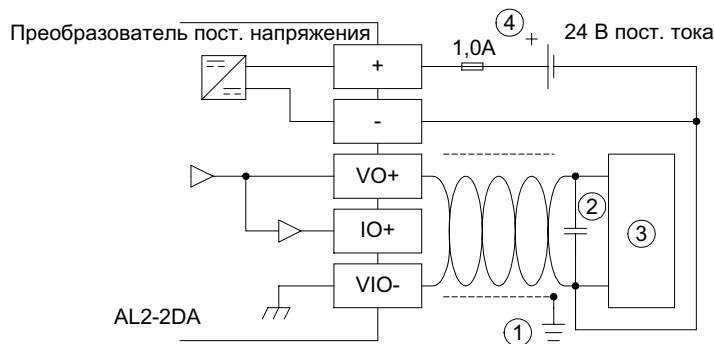 Преобразователь пост. напряжения
④
+
24 В пост. тока
1,0A
+
-
VO+
IO+
VIO-
②
③
①
AL2-2DA